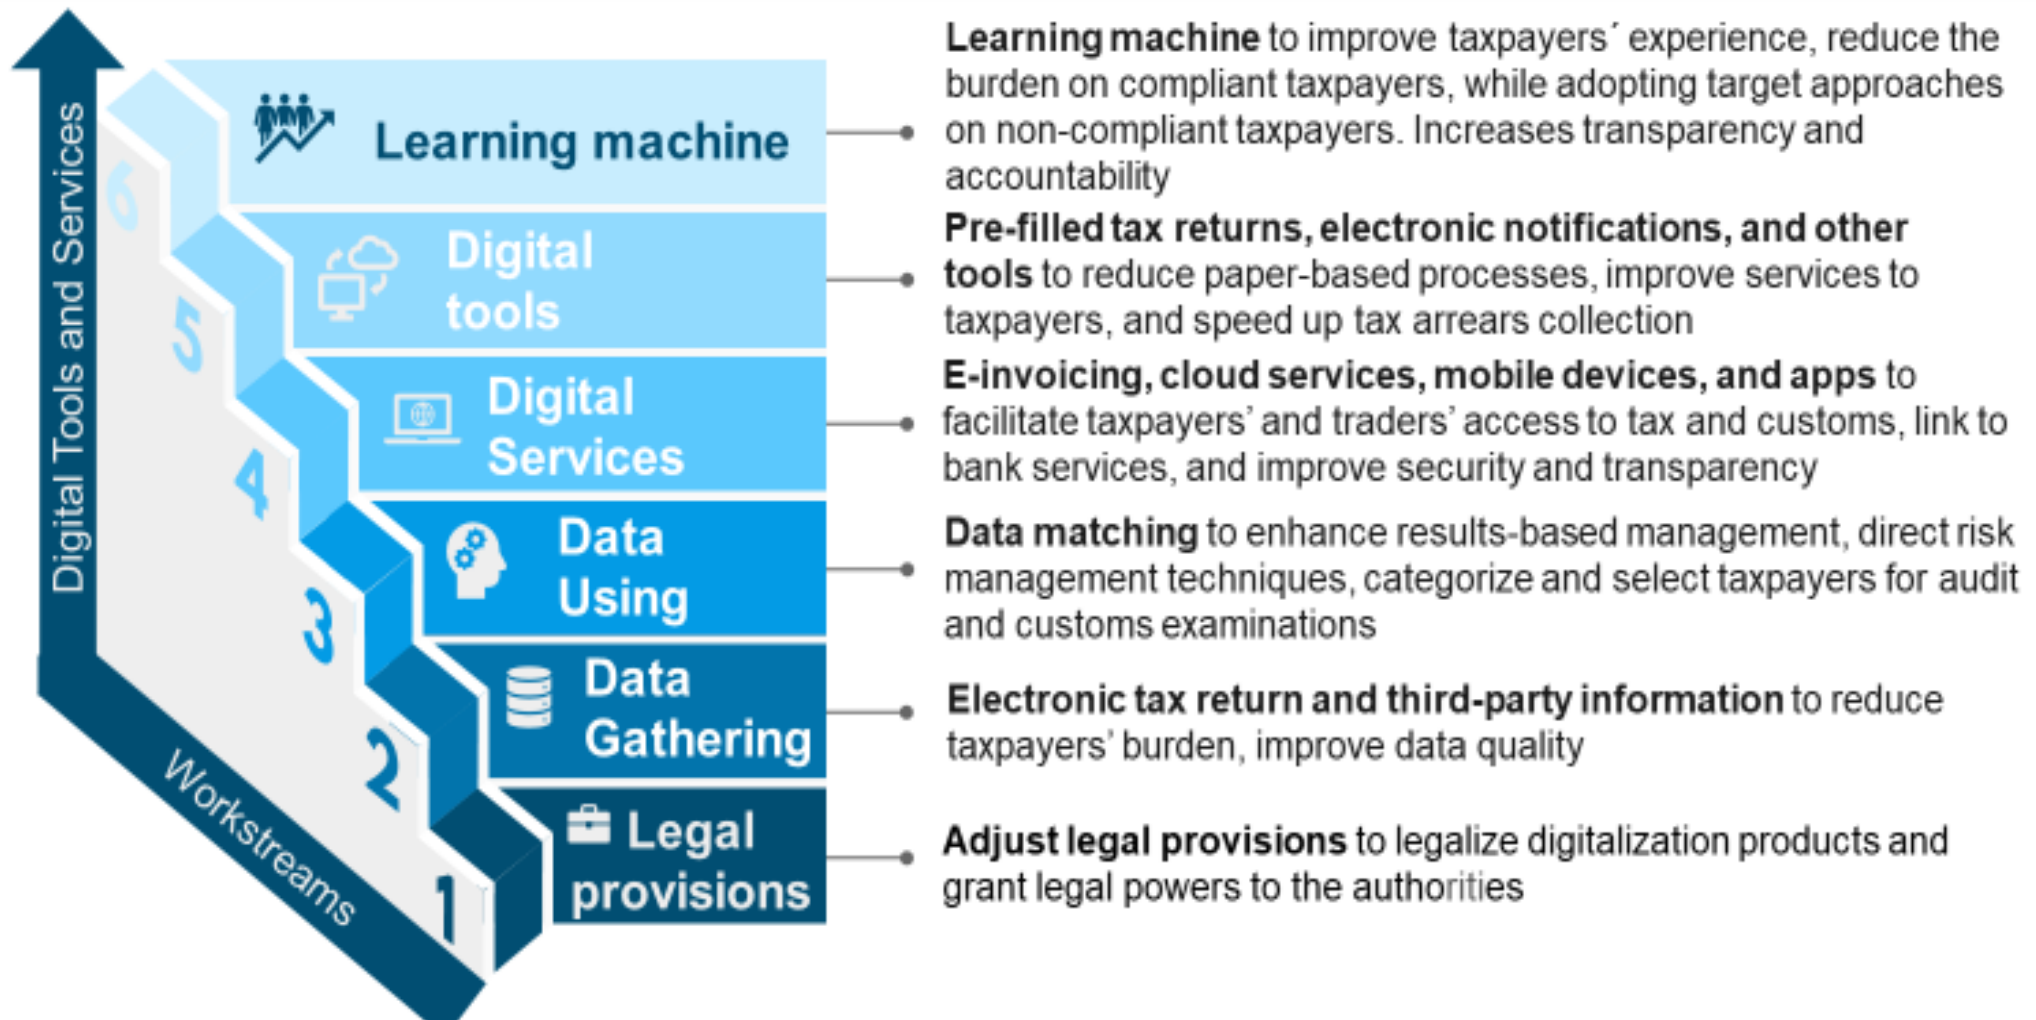 Digital Tools and Services
Workstreams
6
Learning machine
Learning machine to improve taxpayers´ experience, reduce the
burden on compliant taxpayers, while adopting target approaches
on non-compliant taxpayers. Increases transparency and
accountability
5
Digital
tools
Pre-filled tax returns, electronic notifications, and other
tools to reduce paper-based processes, improve services to
taxpayers, and speed up tax arrears collection
4
Digital
Services
E-invoicing, cloud services, mobile devices, and apps to
facilitate taxpayers’ and traders’ access to tax and customs, link to
bank services, and improve security and transparency
3
Data
Using
Data matching to enhance results-based management, direct risk
management techniques, categorize and select taxpayers for audit
and customs examinations
2
Data
Gathering
Electronic tax return and third-party information to reduce
taxpayers’ burden, improve data quality
1
Legal
provisions
Adjust legal provisions to legalize digitalization products and
grant legal powers to the authorities